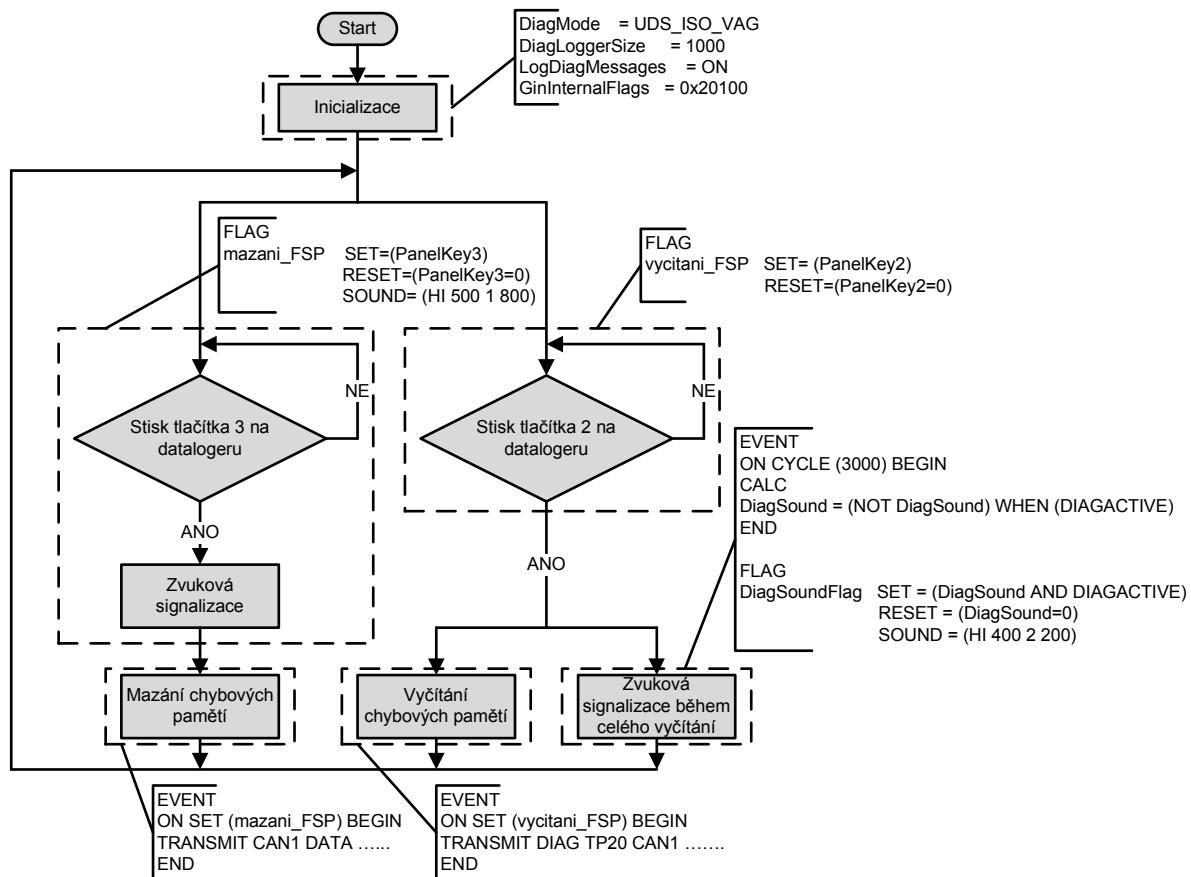 Start
DiagMode = UDS_ISO_VAG
DiagLoggerSize = 1000
LogDiagMessages = ON
GinInternalFlags = 0x20100
Inicializace
FLAG
mazani_FSP SET=(PanelKey3)
RESET=(PanelKey3=0)
SOUND= (HI 500 1 800)
FLAG
vycitani_FSP SET= (PanelKey2)
RESET=(PanelKey2=0)
NE
Stisk tlačítka 3 na
datalogeru
ANO
Zvuková
signalizace
NE
Stisk tlačítka 2 na
datalogeru
ANO
EVENT
ON CYCLE (3000) BEGIN
CALC
DiagSound = (NOT DiagSound) WHEN (DIAGACTIVE)
END
FLAG
DiagSoundFlag SET = (DiagSound AND DIAGACTIVE)
RESET = (DiagSound=0)
SOUND = (HI 400 2 200)
Mazání chybových
pamětí
Vyčítání
chybových pamětí
Zvuková
signalizace během
celého vyčítání
EVENT
ON SET (mazani_FSP) BEGIN
TRANSMIT CAN1 DATA …...
END
EVENT
ON SET (vycitani_FSP) BEGIN
TRANSMIT DIAG TP20 CAN1 …….
END